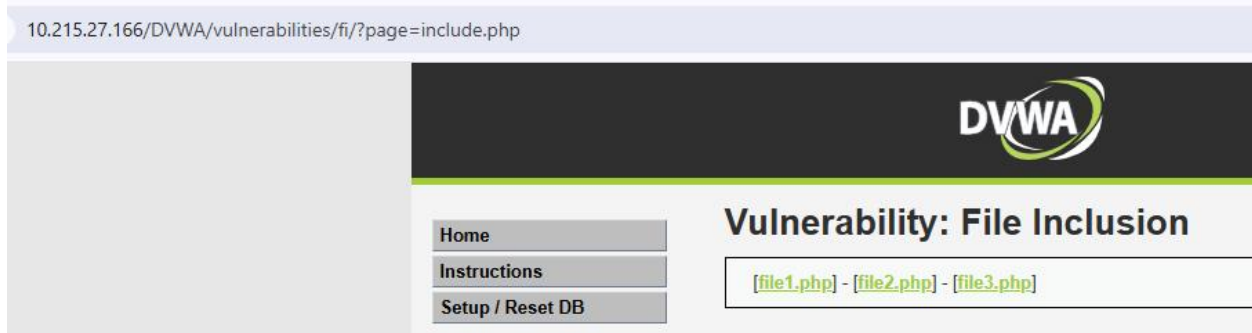 10.215.27.166/DVWA/vulnerabilities/fi/?page=include.php
DVWA
Home
Instructions
Setup / Reset DB
Vulnerability: File Inclusion
[file1.php] - [file2.php] - [file3.php]